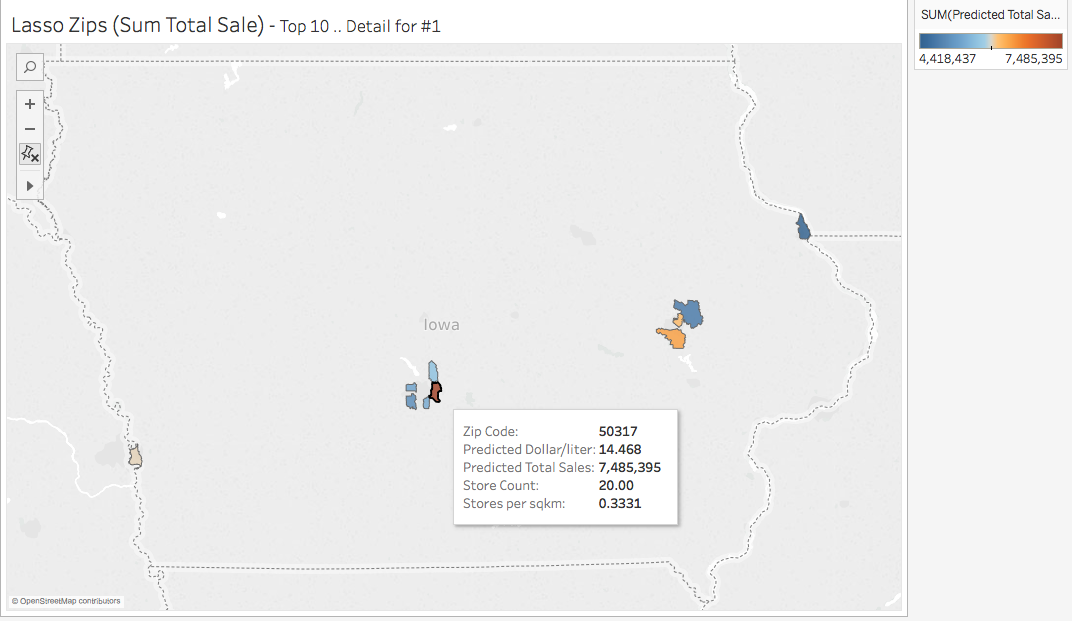 Lasso Zips (Sum Total Sale) - Top 10 .. Detail for #1
SUM(Predicted Total Sa...
4,418,437 7,485,395
Iowa
Zip Code: 50317
Predicted Dollar/liter: 14.468
Predicted Total Sales: 7,485,395
Store Count: 20.00
Stores per sqkm: 0.3331
© OpenStreetMap contributors